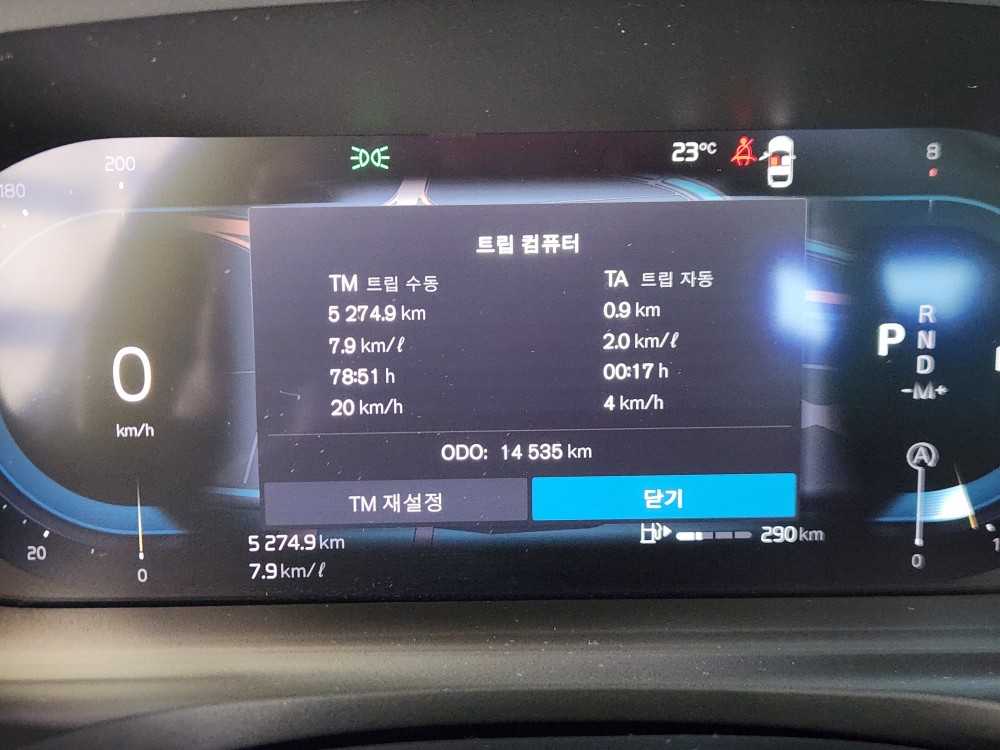 180
200
23°C
8
트립 컴퓨터
TM 트립 수동
5 274.9 km
7.9 km/ℓ
78:51 h
20 km/h
TA 트립 자동
0.9 km
2.0 km/ℓ
00:17 h
4 km/h
ODO: 14 535 km
TM 재설정
닫기
0
km/h
P
R
N
D
-M+
A
20
0
5 274.9 km
7.9 km/ℓ
290 km
0
1